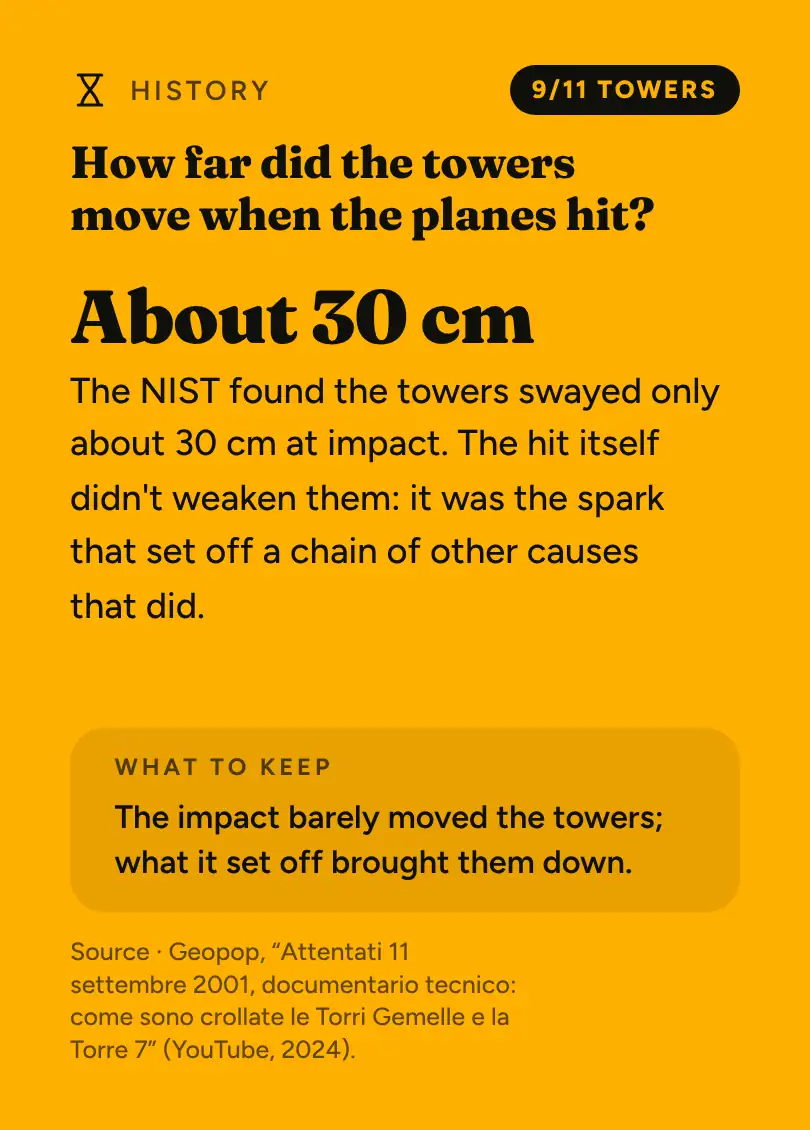 HISTORY
9/11 TOWERS
How far did the towers
move when the planes hit?
About 30 cm
The NIST found the towers swayed only
about 30 cm at impact. The hit itself
didn't weaken them: it was the spark
that set off a chain of other causes
that did.
WHAT TO KEEP
The impact barely moved the towers;
what it set off brought them down.
Source · Geopop, “Attentati 11
settembre 2001, documentario tecnico:
come sono crollate le Torri Gemelle e la
Torre 7” (YouTube, 2024).